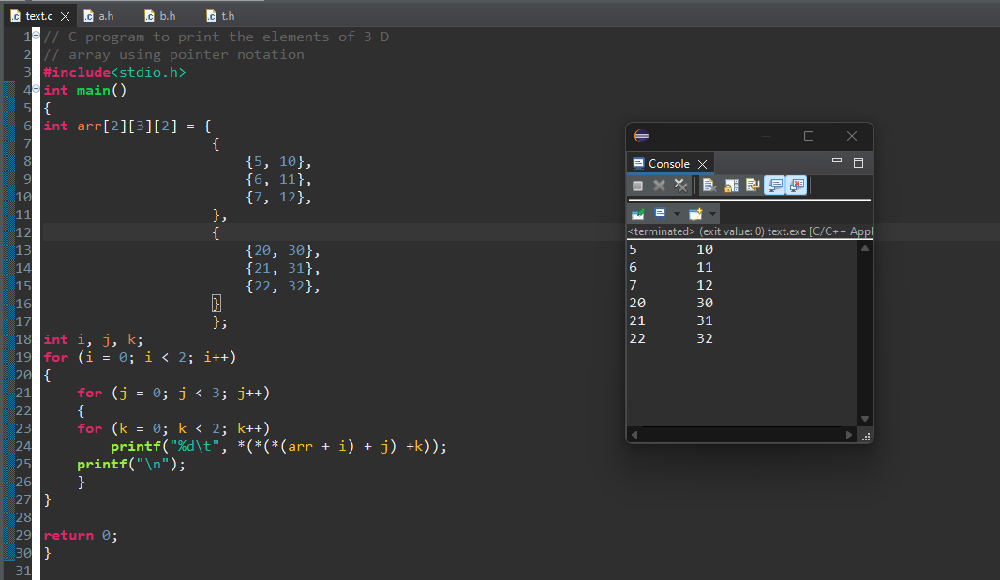 text.c a.h b.h t.h
1 // C program to print the elements of 3-D
2 // array using pointer notation
3 #include<stdio.h>
4 int main()
5 {
6 int arr[2][3][2] = {
7 {
8 {5, 10},
9 {6, 11},
10 {7, 12},
11 },
12 {
13 {20, 30},
14 {21, 31},
15 {22, 32},
16 }
17 };
18 int i, j, k;
19 for (i = 0; i < 2; i++)
20 {
21 for (j = 0; j < 3; j++)
22 {
23 for (k = 0; k < 2; k++)
24 printf("%d\t", *(*(*(arr + i) + j) +k));
25 printf("\n");
26 }
27 }
28
29 return 0;
30 }
31
Console
<terminated> (exit value: 0) text.exe [C/C++ Appl
5 10
6 11
7 12
20 30
21 31
22 32